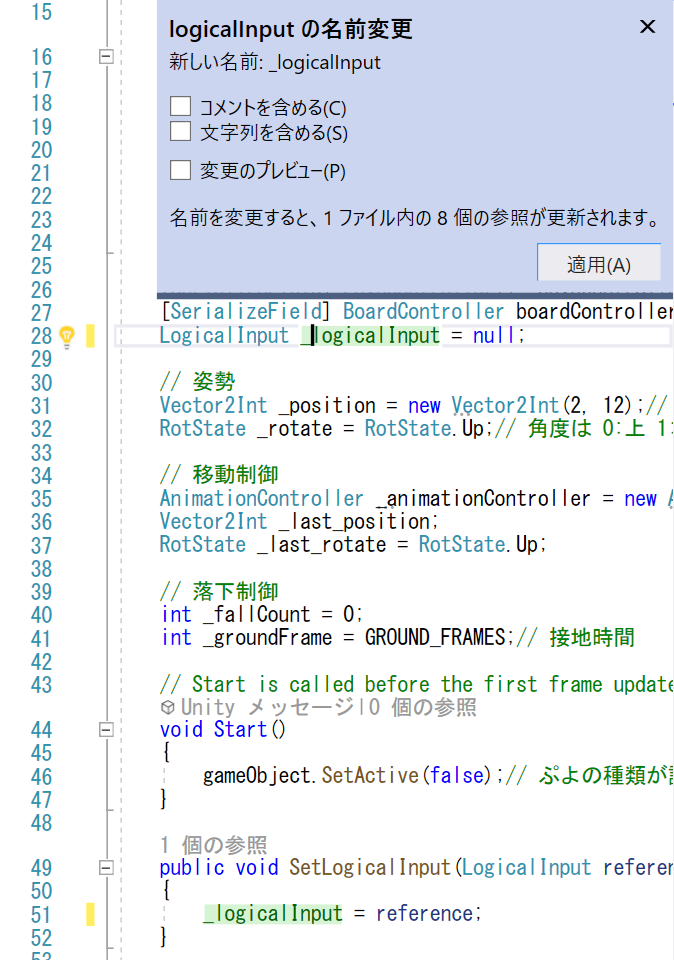 15
logicalInput の名前変更
新しい名前: _logicalInput
16
17
18
コメントを含める(C)
19
文字列を含める(S)
20
21
変更のプレビュー(P)
22
23
名前を変更すると、1 ファイル内の 8 個の参照が更新されます。
24
25
適用(A)
26
27 [SerializeField] BoardController boardController
28 LogicalInput _logicalInput = null;
29
30 // 姿勢
31 Vector2Int _position = new Vector2Int(2, 12);//
32 RotState _rotate = RotState.Up;// 角度は 0:上 1:
33
34 // 移動制御
35 AnimationController _animationController = new
36 Vector2Int _last_position;
37 RotState _last_rotate = RotState.Up;
38
39 // 落下制御
40 int _fallCount = 0;
41 int _groundFrame = GROUND_FRAMES;// 接地時間
42
43 // Start is called before the first frame update
Unity メッセージ|0 個の参照
44 void Start()
45 {
46 gameObject.SetActive(false);// ぷよの種類が
47 }
48
1 個の参照
49 public void SetLogicalInput(LogicalInput referen
50 {
51 _logicalInput = reference;
52 }
53